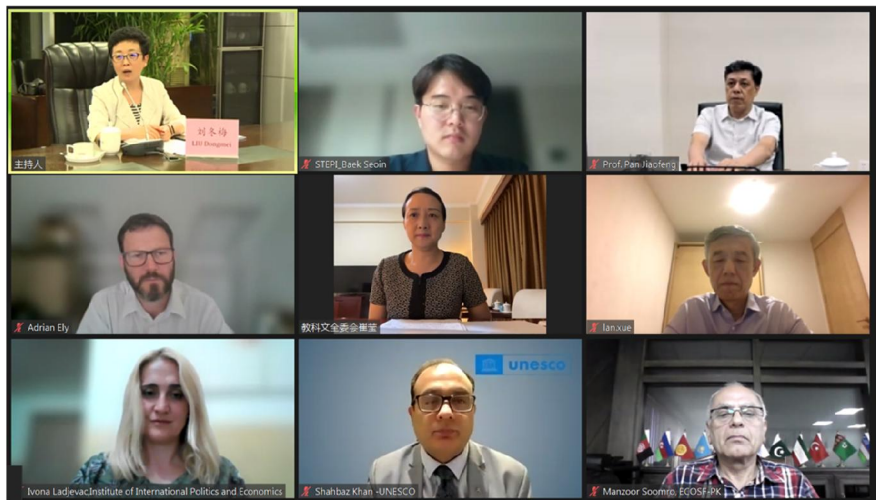 刘冬梅
LIU Dongmei
主持人
STEPI_Baek Seoin
Prof. Pan Jiaofeng
Adrian Ely
教科文全委会崔莹
lan.xue
unesco
Ivona Ladjevac,Institute of International Politics and Economics
Shahbaz Khan -UNESCO
Manzoor Soomro, ECOSF-PK